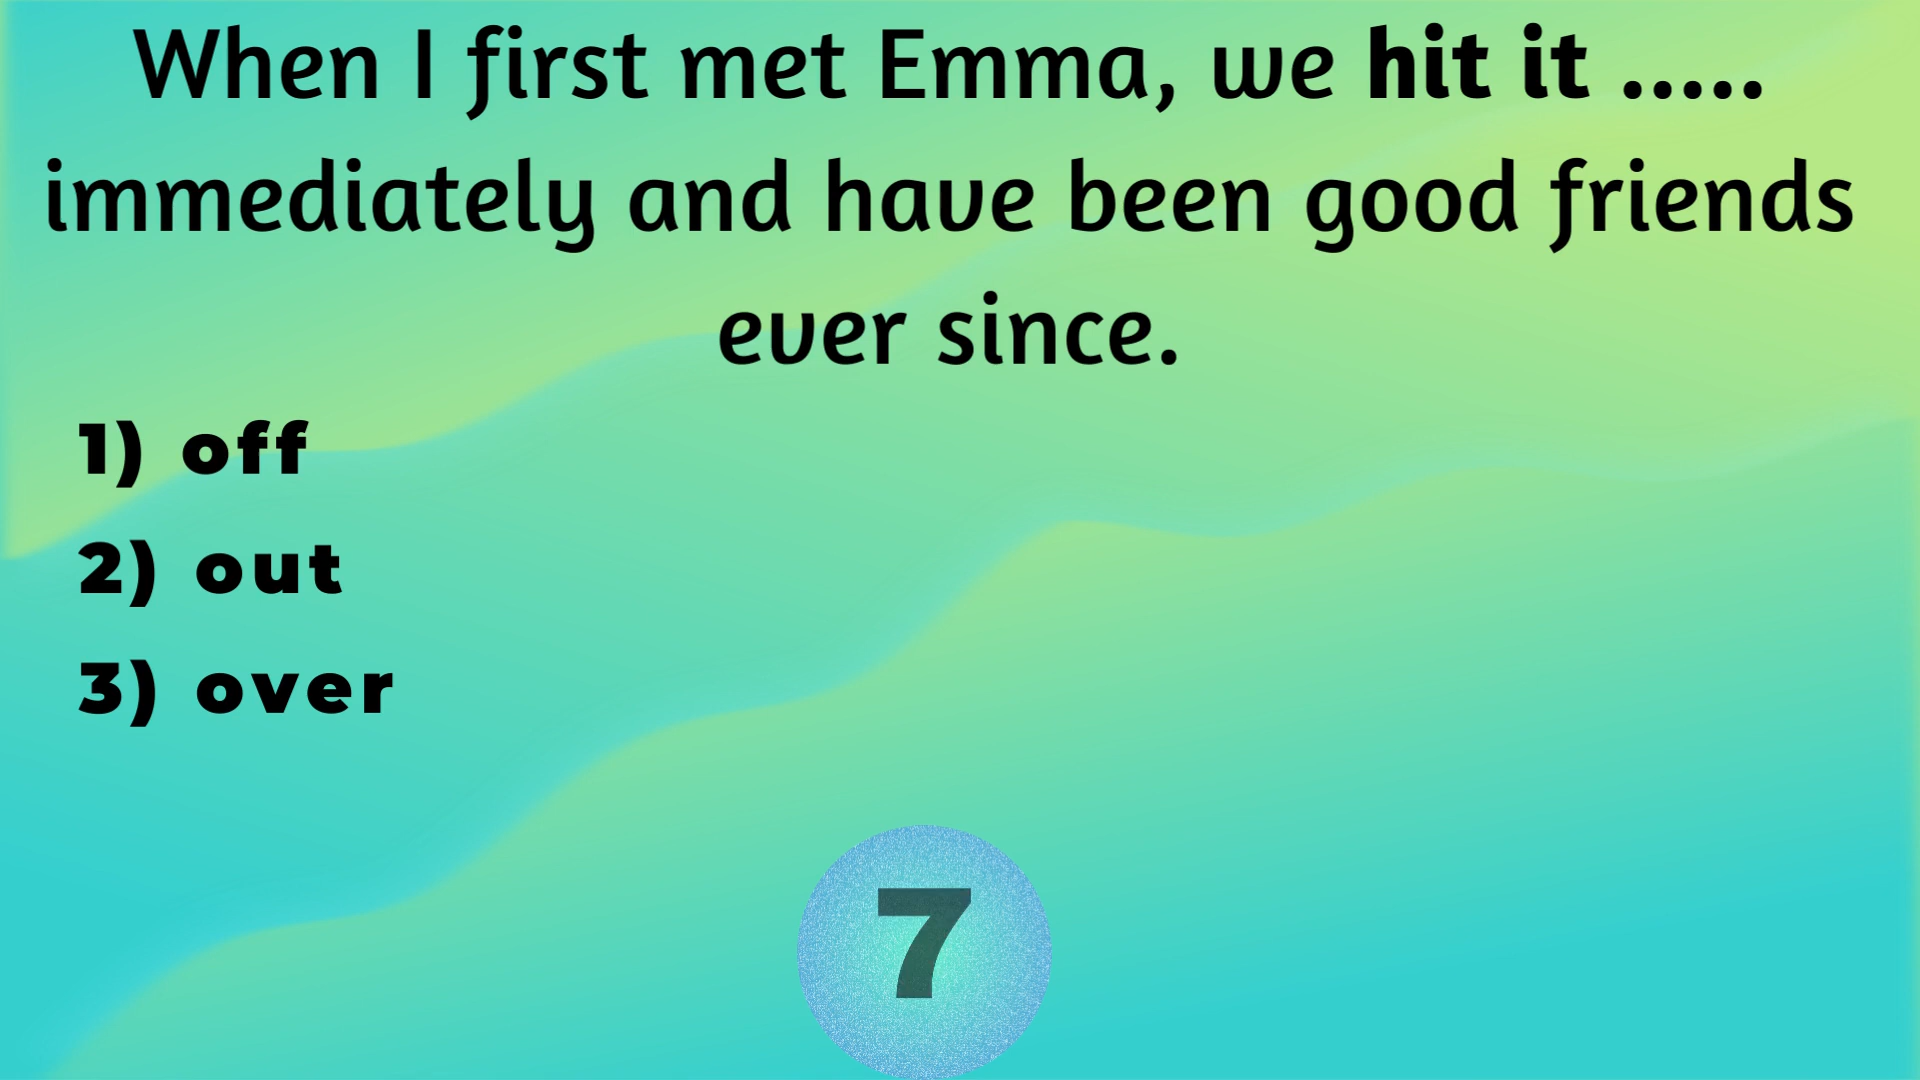 When I first met Emma, we hit it .....
immediately and have been good friends
ever since.
1) off
2) out
3) over
7